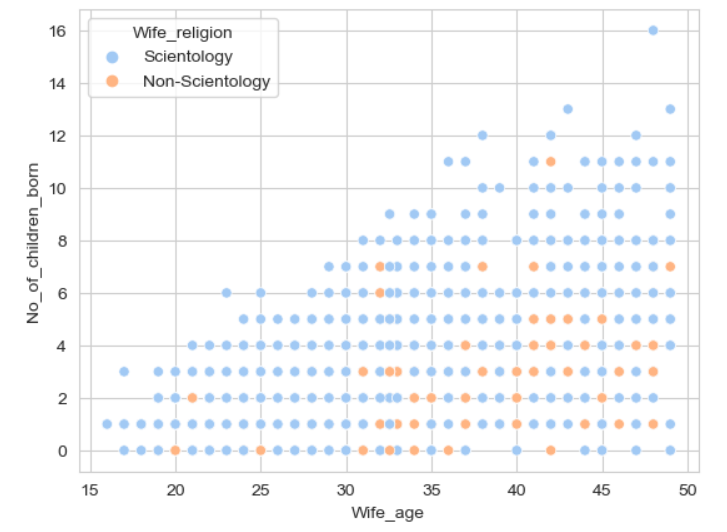 Wife_religion
Scientology
Non-Scientology
No_of_children_born
16
14
12
10
8
6
4
2
0
15 20 25 30 35 40 45 50
Wife_age